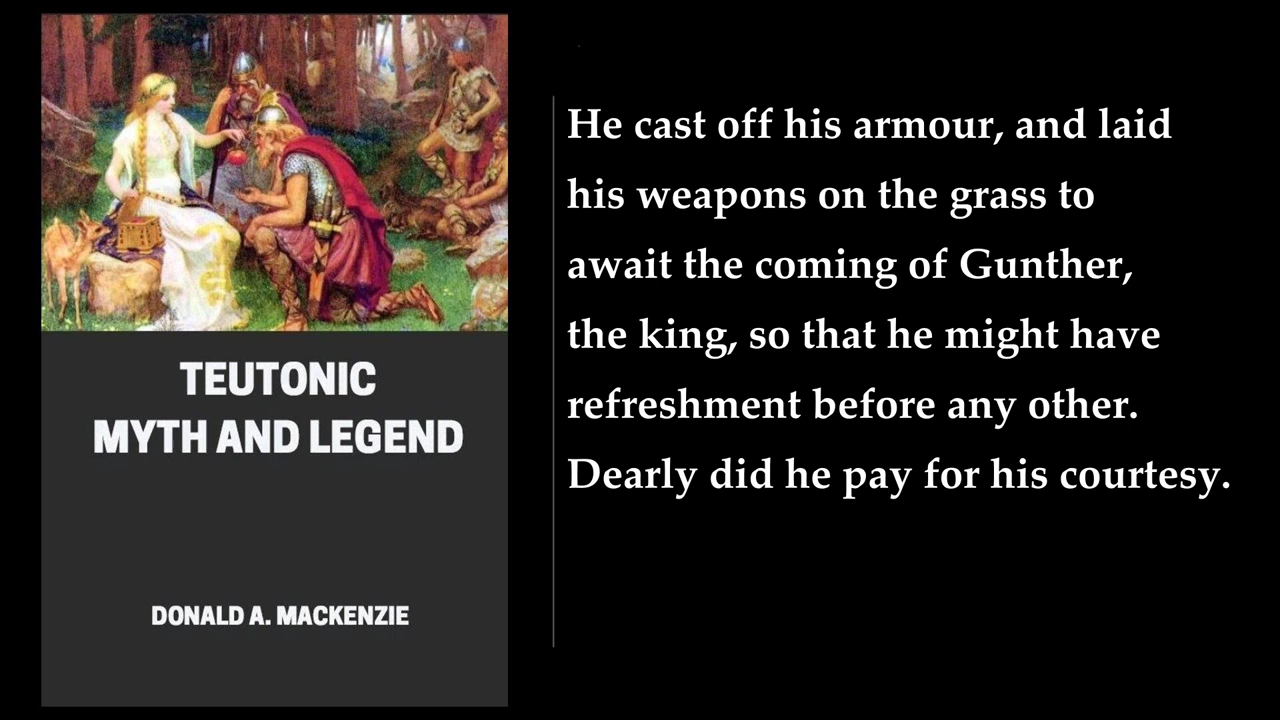 TEUTONIC
MYTH AND LEGEND
DONALD A. MACKENZIE
He cast off his armour, and laid
his weapons on the grass to
await the coming of Gunther,
the king, so that he might have
refreshment before any other.
Dearly did he pay for his courtesy.